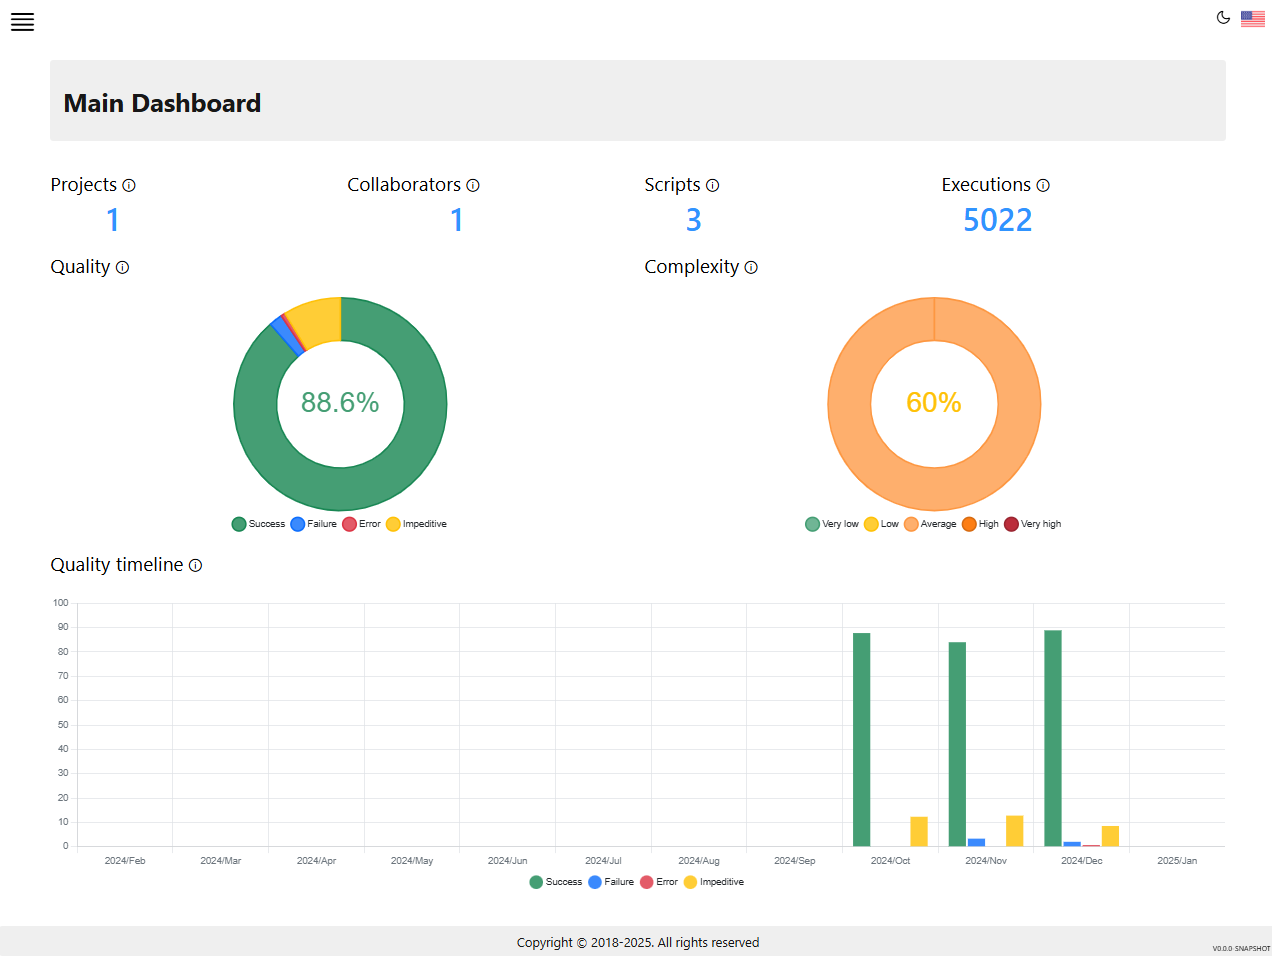 Main Dashboard
Projects Collaborators Scripts Executions
1 1 3 5022
Quality Complexity
88.6% 60%
Success Failure Error Impeditive Very low Low Average High Very high
Quality timeline
100
90
80
70
60
50
40
30
20
10
0
2024/Feb 2024/Mar 2024/Apr 2024/May 2024/Jun 2024/Jul 2024/Aug 2024/Sep 2024/Oct 2024/Nov 2024/Dec 2025/Jan
Success Failure Error Impeditive
Copyright © 2018-2025. All rights reserved
V0.0.0-SNAPSHOT